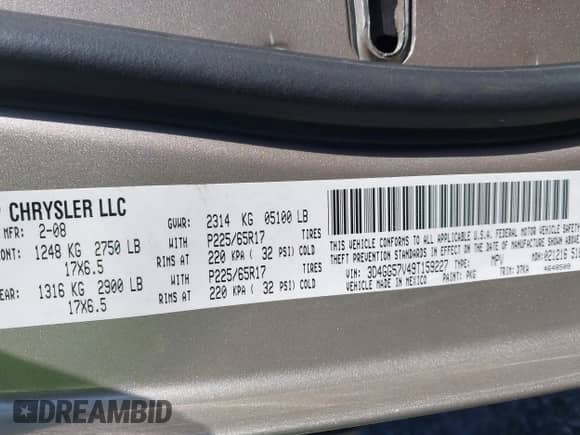 CHRYSLER LLC
MFR: 2-08 GVWR: 2314 KG 05100 LB
1248 KG 2750 LB WITH P225/65R17 TIRES
17X6.5 RIMS AT 220 KPA ( 32 PSI) COLD
1316 KG 2900 LB WITH P225/65R17 TIRES
17X6.5 RIMS AT 220 KPA ( 32 PSI) COLD
THIS VEHICLE CONFORMS TO ALL APPLICABLE U.S.A. FEDERAL MOTOR VEHICLE SAFETY
THEFT PREVENTION STANDARDS IN EFFECT ON THE DATE OF MANUFACTURE SHOWN ABOVE.
VIN: 3D4GG57V49T159227 TYPE: MPV MDH: 021215
VEHICLE MADE IN MEXICO PAINT: PKG TRIM:
DREAMBID